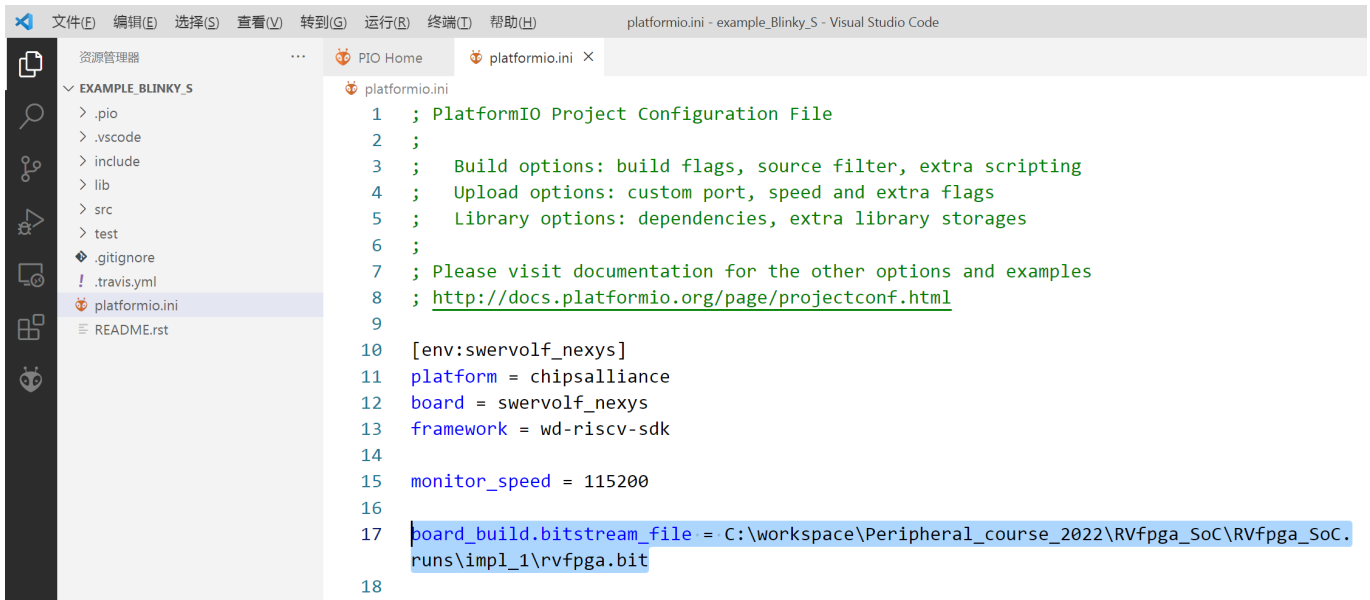 文件(F) 编辑(E) 选择(S) 查看(V) 转到(G) 运行(R) 终端(T) 帮助(H) platformio.ini - example_Blinky_S - Visual Studio Code
资源管理器 ···
EXAMPLE_BLINKY_S
.pio
.vscode
include
lib
src
test
.gitignore
! .travis.yml
platformio.ini
README.rst
PIO Home platformio.ini
platformio.ini
1 ; PlatformIO Project Configuration File
2 ;
3 ;   Build options: build flags, source filter, extra scripting
4 ;   Upload options: custom port, speed and extra flags
5 ;   Library options: dependencies, extra library storages
6 ;
7 ; Please visit documentation for the other options and examples
8 ; http://docs.platformio.org/page/projectconf.html
9
10 [env:swervolf_nexys]
11 platform = chipsalliance
12 board = swervolf_nexys
13 framework = wd-riscv-sdk
14
15 monitor_speed = 115200
16
17 board_build.bitstream_file = C:\workspace\Peripheral_course_2022\RVfpga_SoC\RVfpga_SoC.
runs\impl_1\rvfpga.bit
18